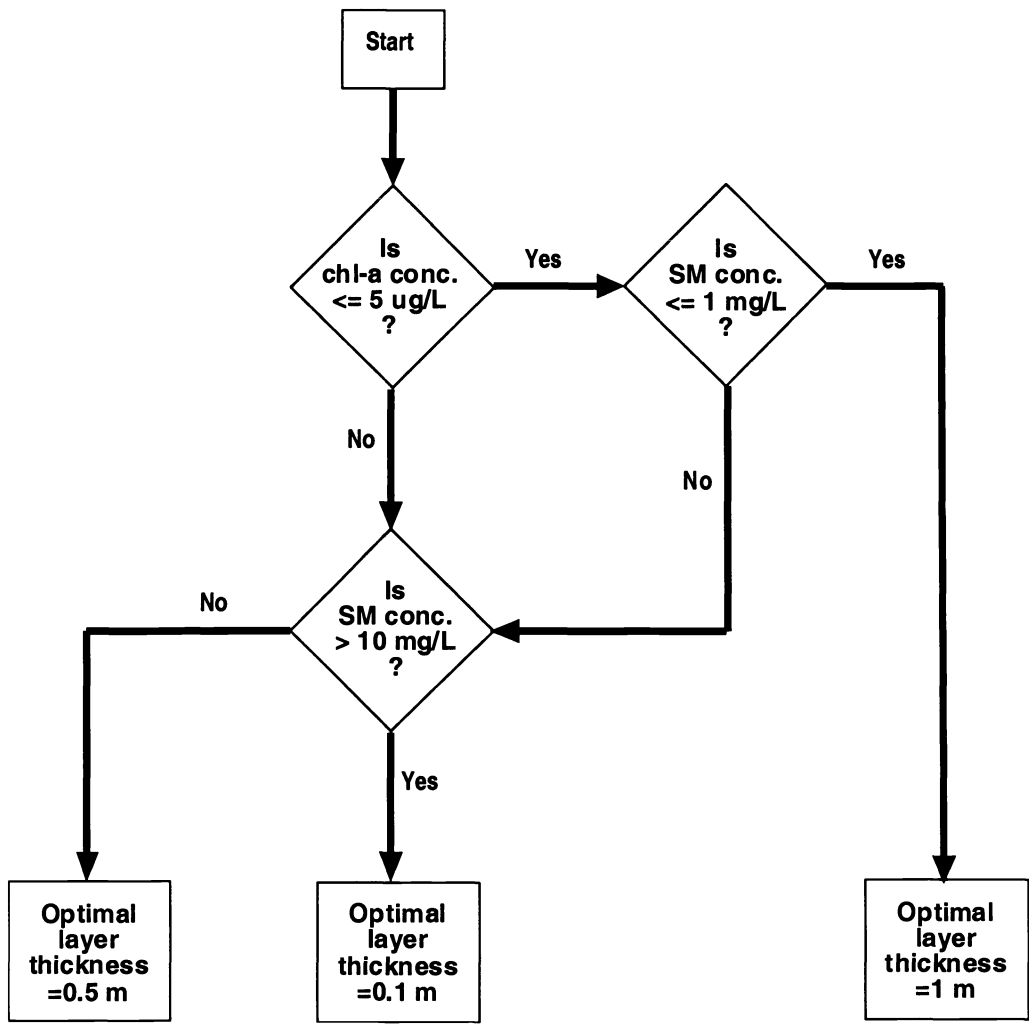 Start
Is
chl-a conc.
<= 5 ug/L
?
Yes
Is
SM conc.
<= 1 mg/L
?
Yes
No
No
Is
SM conc.
> 10 mg/L
?
No
Yes
Optimal
layer
thickness
=0.5 m
Optimal
layer
thickness
=0.1 m
Optimal
layer
thickness
=1 m